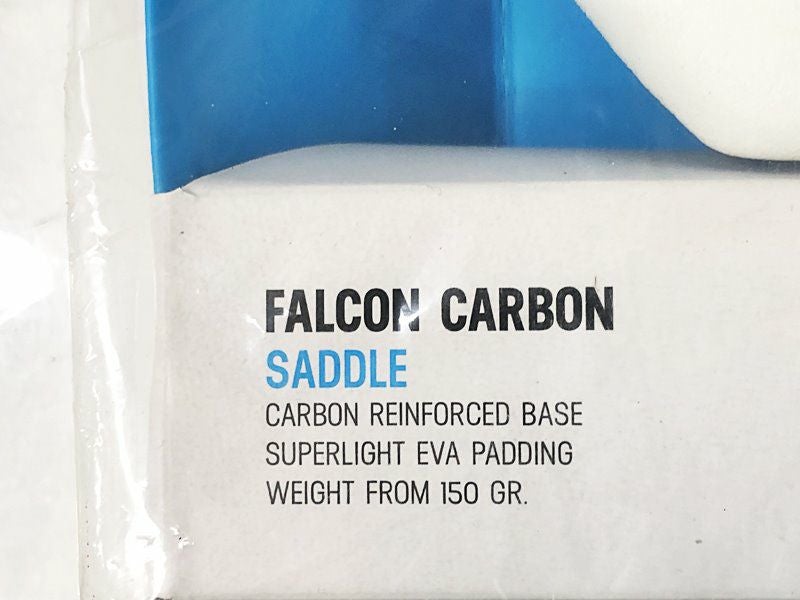 FALCON CARBON
SADDLE
CARBON REINFORCED BASE
SUPERLIGHT EVA PADDING
WEIGHT FROM 150 GR.